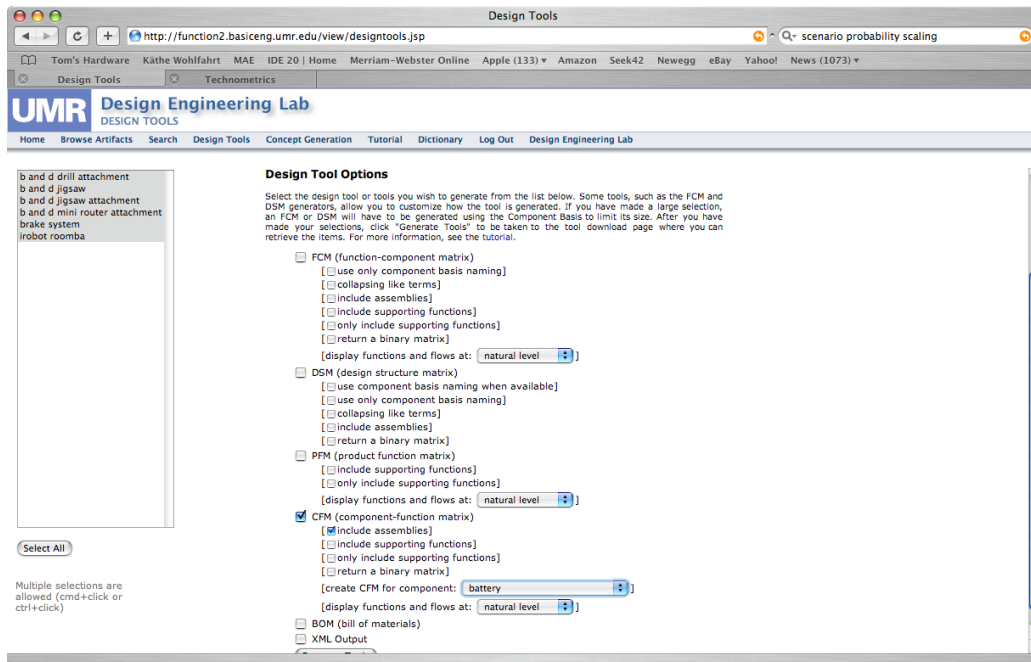 Design Tools
http://function2.basiceng.umr.edu/view/designtools.jsp
scenario probability scaling
Tom's Hardware Käthe Wohlfahrt MAE IDE 20 | Home Merriam-Webster Online Apple (133) Amazon Seek42 Newegg eBay Yahoo! News (1073)
Design Tools Technometrics
UMR Design Engineering Lab
DESIGN TOOLS
Home Browse Artifacts Search Design Tools Concept Generation Tutorial Dictionary Log Out Design Engineering Lab
b and d drill attachment
b and d jigsaw
b and d jigsaw attachment
b and d mini router attachment
brake system
irobot roomba
Select All
Multiple selections are
allowed (cmd+click or
ctrl+click)
Design Tool Options
Select the design tool or tools you wish to generate from the list below. Some tools, such as the FCM and
DSM generators, allow you to customize how the tool is generated. If you have made a large selection,
an FCM or DSM will have to be generated using the Component Basis to limit its size. After you have
made your selections, click "Generate Tools" to be taken to the tool download page where you can
retrieve the items. For more information, see the tutorial.
FCM (function-component matrix)
[use only component basis naming]
[collapsing like terms]
[include assemblies]
[include supporting functions]
[only include supporting functions]
[return a binary matrix]
[display functions and flows at: natural level ]
DSM (design structure matrix)
[use component basis naming when available]
[use only component basis naming]
[collapsing like terms]
[include assemblies]
[return a binary matrix]
PFM (product function matrix)
[include supporting functions]
[only include supporting functions]
[display functions and flows at: natural level ]
CFM (component-function matrix)
[include assemblies]
[include supporting functions]
[only include supporting functions]
[return a binary matrix]
[create CFM for component: battery ]
[display functions and flows at: natural level ]
BOM (bill of materials)
XML Output